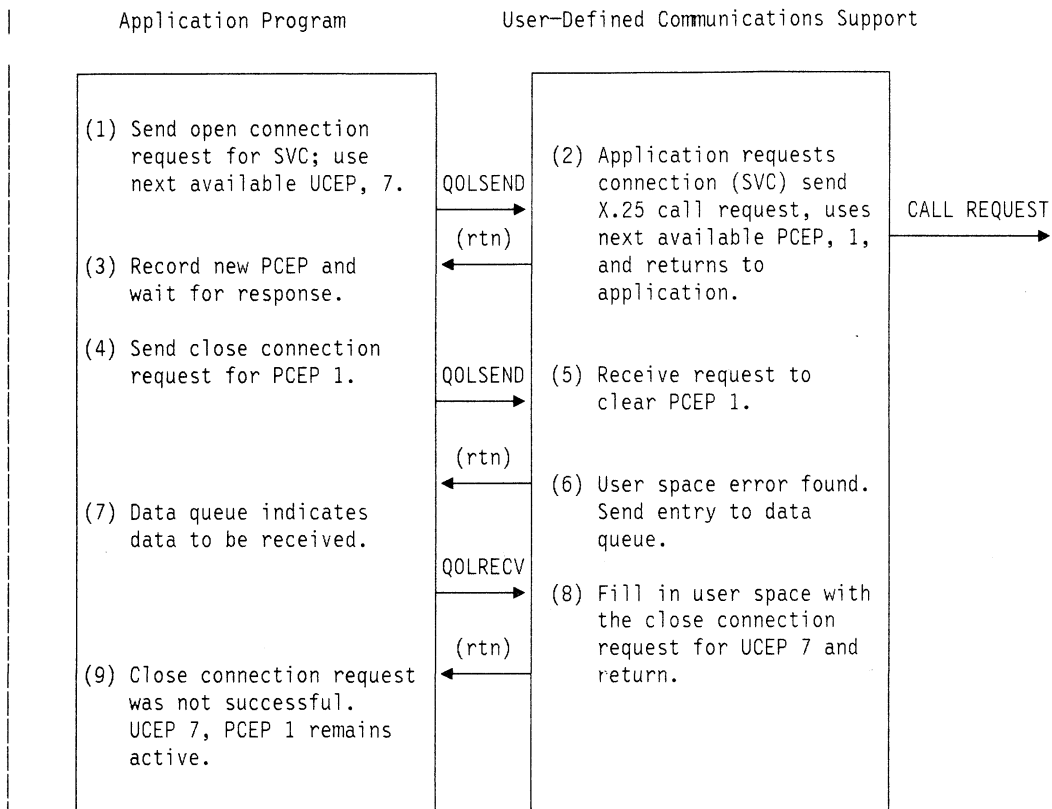 Application Program
User-Defined Communications Support
(1) Send open connection
request for SVC; use
next available UCEP, 7.
QOLSEND
(rtn)
(2) Application requests
connection (SVC) send
X.25 call request, uses
next available PCEP, 1,
and returns to
application.
CALL REQUEST
(3) Record new PCEP and
wait for response.
(4) Send close connection
request for PCEP 1.
QOLSEND
(5) Receive request to
clear PCEP 1.
(rtn)
(6) User space error found.
Send entry to data
queue.
(7) Data queue indicates
data to be received.
QOLRECV
(8) Fill in user space with
the close connection
request for UCEP 7 and
return.
(rtn)
(9) Close connection request
was not successful.
UCEP 7, PCEP 1 remains
active.